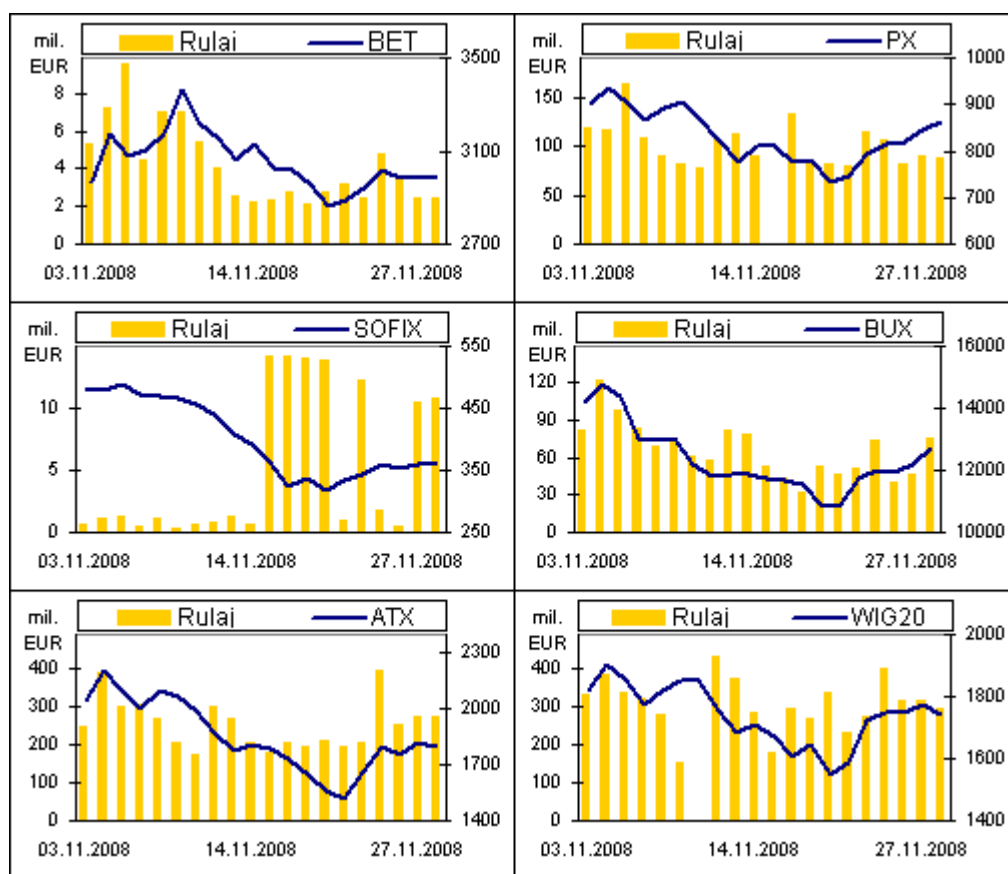 mil. EUR
Rulaj BET
8
6
4
2
0
3500
3100
2700
03.11.2008 14.11.2008 27.11.2008
mil. EUR
Rulaj PX
150
100
50
0
1000
900
800
700
600
03.11.2008 14.11.2008 27.11.2008
mil. EUR
Rulaj SOFIX
10
5
0
550
450
350
250
03.11.2008 14.11.2008 27.11.2008
mil. EUR
Rulaj BUX
120
90
60
30
0
16000
14000
12000
10000
03.11.2008 14.11.2008 27.11.2008
mil. EUR
Rulaj ATX
400
300
200
100
0
2300
2000
1700
1400
03.11.2008 14.11.2008 27.11.2008
mil. EUR
Rulaj WIG20
400
300
200
100
0
2000
1800
1600
1400
03.11.2008 14.11.2008 27.11.2008